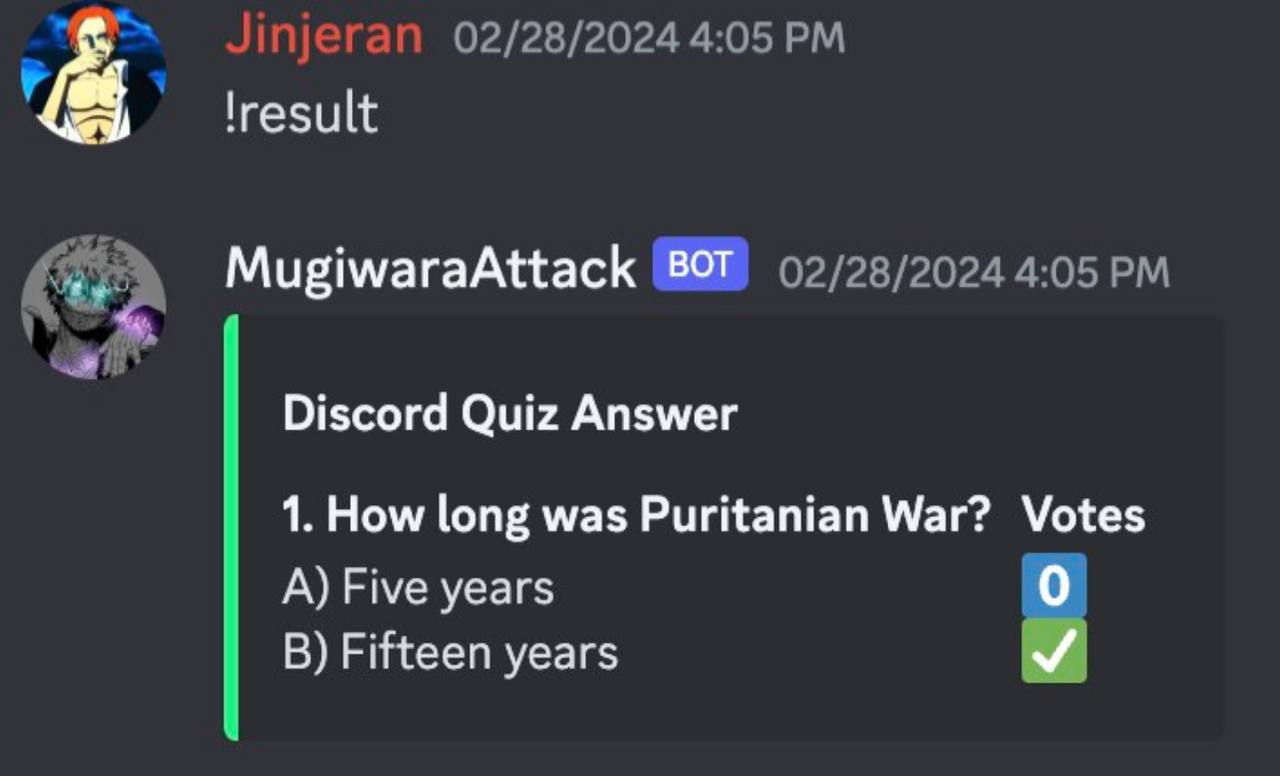 Jinjeran 02/28/2024 4:05 PM
!result
MugiwaraAttack BOT 02/28/2024 4:05 PM
Discord Quiz Answer
1. How long was Puritanian War? Votes
A) Five years 0
B) Fifteen years ✅